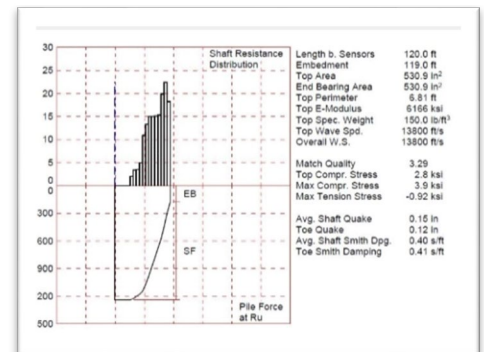 30
Shaft Resistance
Distribution
25
20
15
10
5
0
0
EB
300
600
SF
900
200
Pile Force
at Ru
500
Length b. Sensors 120.0 ft
Embedment 119.0 ft
Top Area 530.9 in²
End Bearing Area 530.9 in²
Top Perimeter 6.81 ft
Top E-Modulus 6166 ksi
Top Spec. Weight 150.0 lb/ft³
Top Wave Spd. 13800 ft/s
Overall W.S. 13800 ft/s
Match Quality 3.29
Top Compr. Stress 2.8 ksi
Max Compr. Stress 3.9 ksi
Max Tension Stress -0.92 ksi
Avg. Shaft Quake 0.15 in
Toe Quake 0.12 in
Avg. Shaft Smith Dpg. 0.40 s/ft
Toe Smith Damping 0.41 s/ft